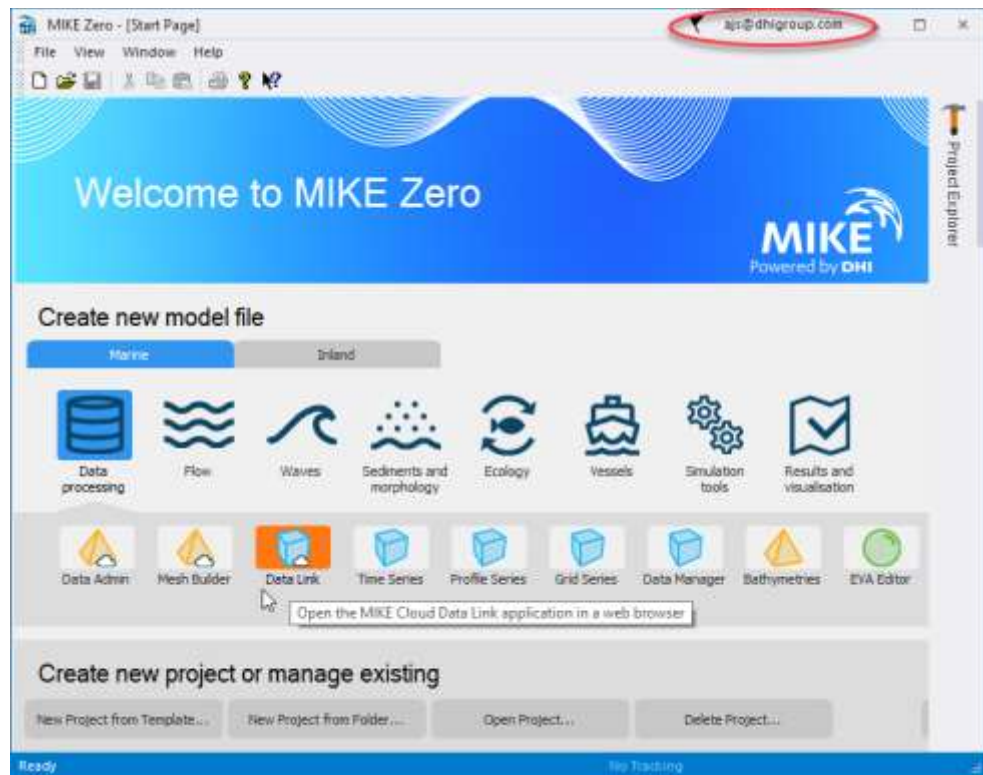 MIKE Zero - [Start Page]
ajs@dhigroup.com
File View Window Help
Project Explorer
Welcome to MIKE Zero
MIKE
Powered by DHI
Create new model file
Marine Inland
Data processing
Flow
Waves
Sediments and morphology
Ecology
Vessels
Simulation tools
Results and visualisation
Data Admin Mesh Builder Data Link Time Series Profile Series Grid Series Data Manager Bathymetries EVA Editor
Open the MIKE Cloud Data Link application in a web browser
Create new project or manage existing
New Project from Template... New Project from Folder... Open Project... Delete Project...
Ready No Tracking